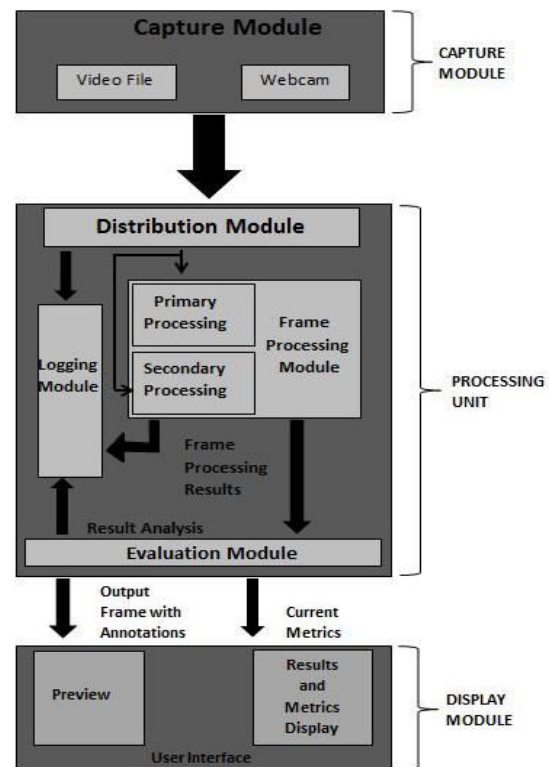 Capture Module
Video File
Webcam
CAPTURE
MODULE
Distribution Module
Primary
Processing
Frame
Processing
Module
Logging
Module
Secondary
Processing
PROCESSING
UNIT
Frame
Processing
Results
Result Analysis
Evaluation Module
Output
Frame with
Annotations
Current
Metrics
Preview
Results
and
Metrics
Display
DISPLAY
MODULE
User Interface